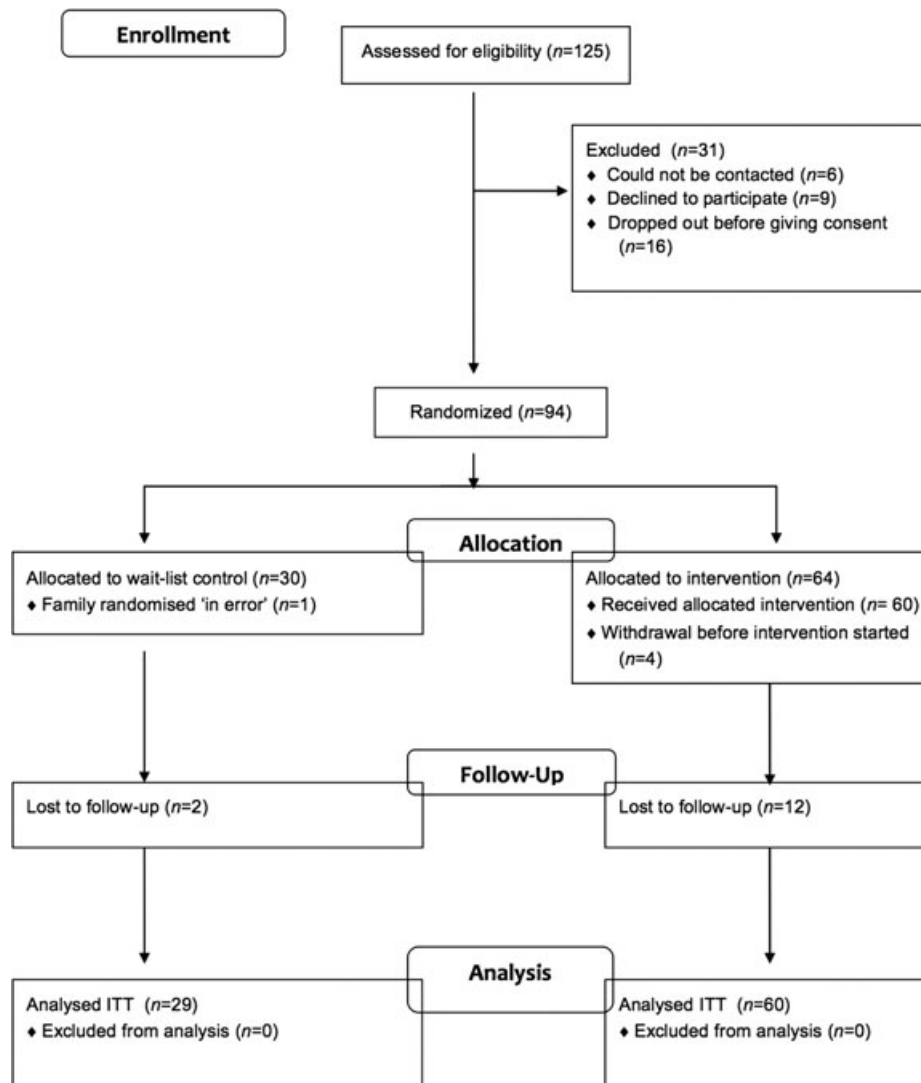 Enrollment
Assessed for eligibility (n=125)
Excluded (n=31)
♦ Could not be contacted (n=6)
♦ Declined to participate (n=9)
♦ Dropped out before giving consent
(n=16)
Randomized (n=94)
Allocation
Allocated to wait-list control (n=30)
♦ Family randomised ‘in error’ (n=1)
Allocated to intervention (n=64)
♦ Received allocated intervention (n= 60)
♦ Withdrawal before intervention started
(n=4)
Follow-Up
Lost to follow-up (n=2)
Lost to follow-up (n=12)
Analysis
Analysed ITT (n=29)
♦ Excluded from analysis (n=0)
Analysed ITT (n=60)
♦ Excluded from analysis (n=0)